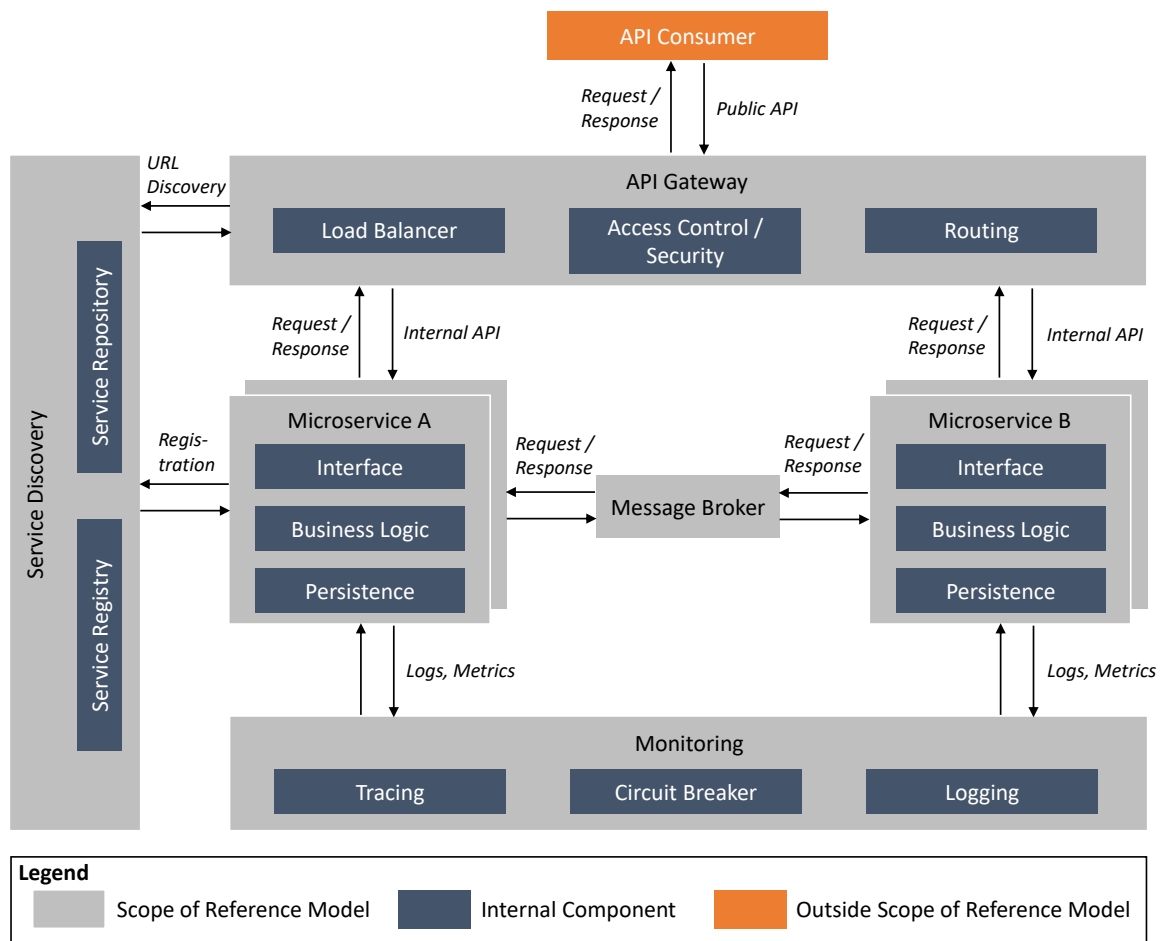 API Consumer
Request /
Response
Public API
URL
Discovery
API Gateway
Load Balancer
Access Control /
Security
Routing
Service Discovery
Service Repository
Service Registry
Request /
Response
Internal API
Request /
Response
Internal API
Regis-
tration
Microservice A
Interface
Business Logic
Persistence
Request /
Response
Message Broker
Request /
Response
Microservice B
Interface
Business Logic
Persistence
Logs, Metrics
Logs, Metrics
Monitoring
Tracing
Circuit Breaker
Logging
Legend
Scope of Reference Model
Internal Component
Outside Scope of Reference Model